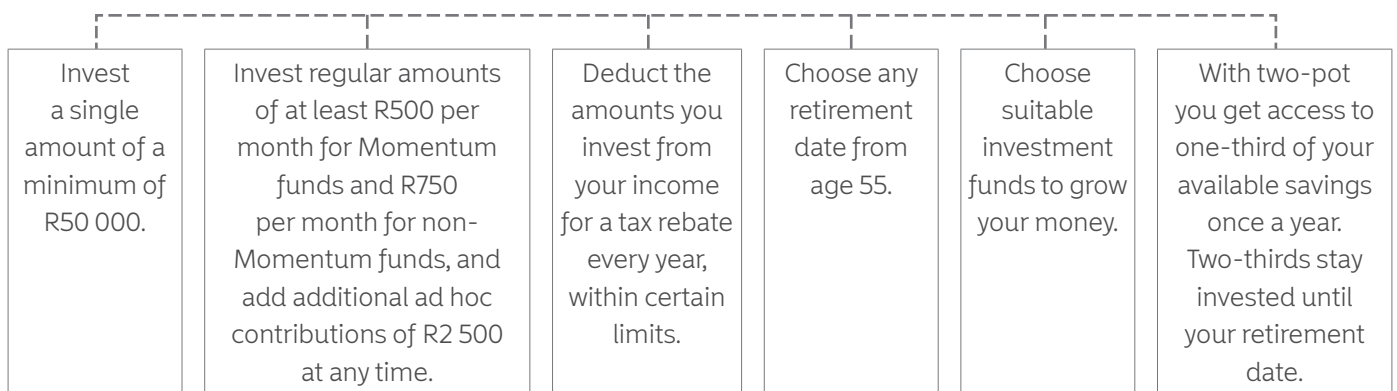 Invest
a single
amount of a
minimum of
R50 000.
Invest regular amounts
of at least R500 per
month for Momentum
funds and R750
per month for non-
Momentum funds, and
add additional ad hoc
contributions of R2 500
at any time.
Deduct the
amounts you
invest from
your income
for a tax rebate
every year,
within certain
limits.
Choose any
retirement
date from
age 55.
Choose
suitable
investment
funds to grow
your money.
With two-pot
you get access to
one-third of your
available savings
once a year.
Two-thirds stay
invested until
your retirement
date.